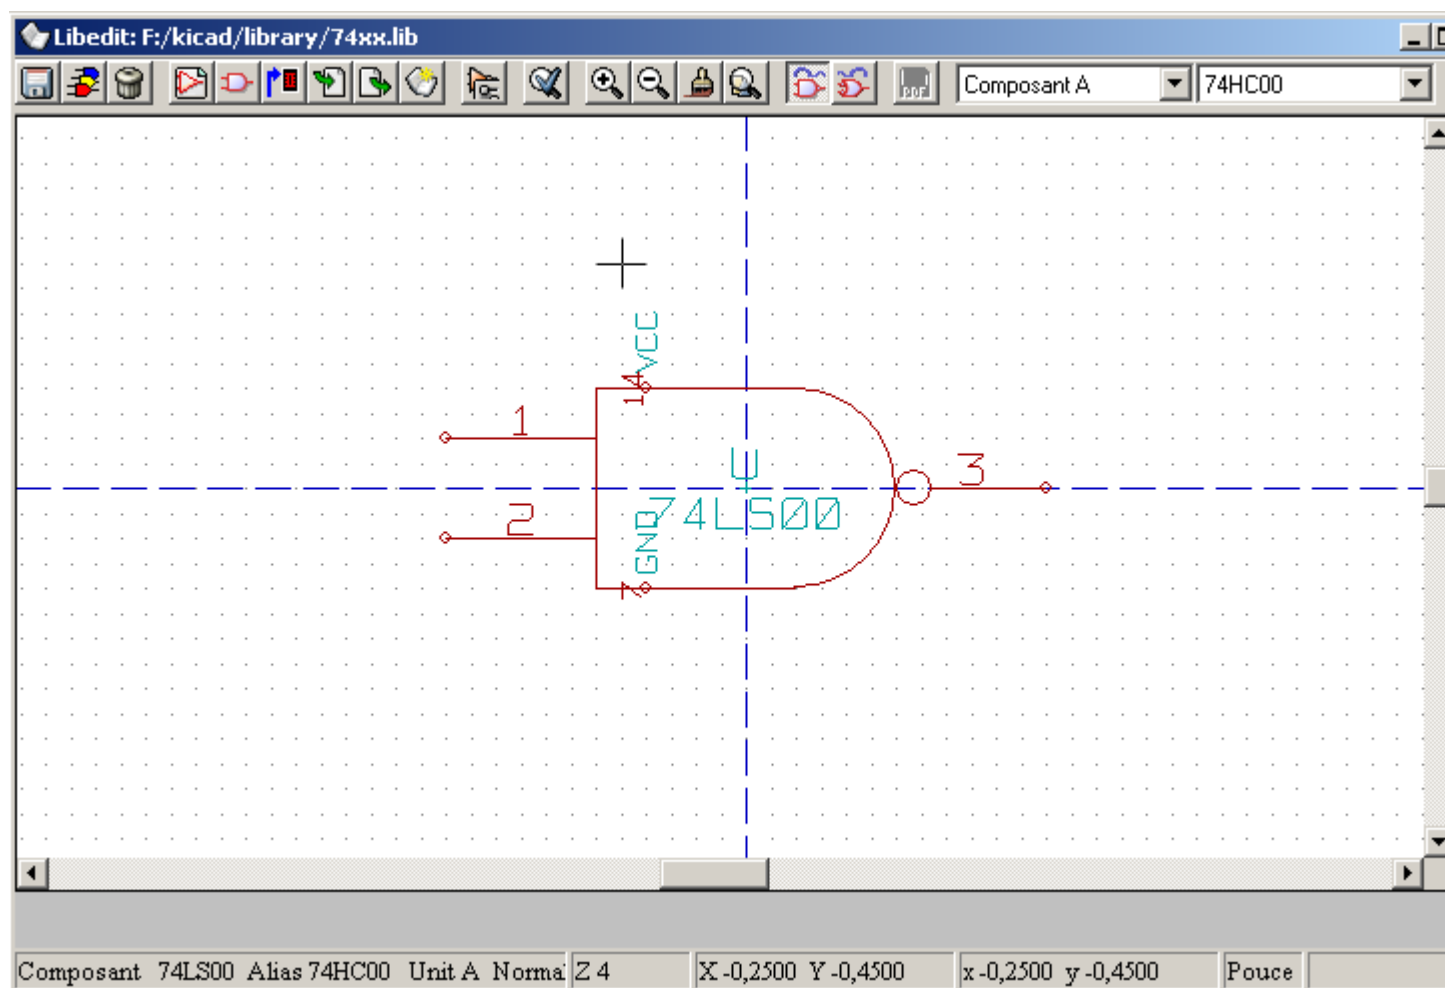 Libedit: F:/kicad/library/74xx.lib
PDF Composant A 74HC00
VCC
14
1
U
3
74LS00
2
GND
7
Composant 74LS00 Alias 74HC00 Unit A Norma Z 4 X -0,2500 Y -0,4500 x -0,2500 y -0,4500 Pouce